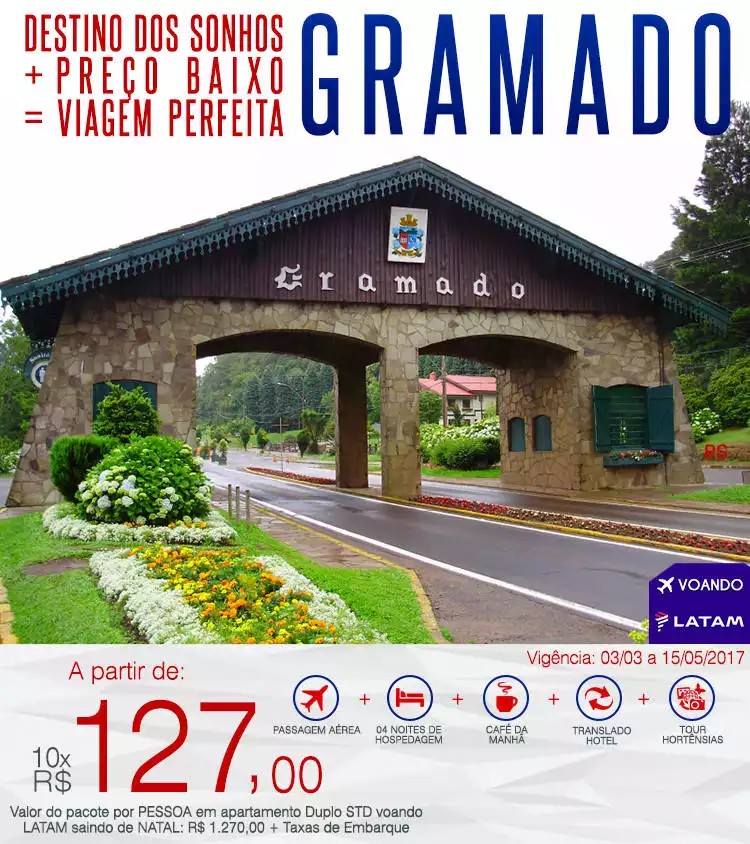 DESTINO DOS SONHOS
+ PREÇO BAIXO
= VIAGEM PERFEITA
GRAMADO
Gramado
RS
VOANDO
LATAM
Vigência: 03/03 a 15/05/2017
A partir de:
10x
R$
127,00
PASSAGEM AÉREA
+
04 NOITES DE
HOSPEDAGEM
+
CAFÉ DA
MANHÃ
+
TRANSLADO
HOTEL
+
TOUR
HORTÊNSIAS
Valor do pacote por PESSOA em apartamento Duplo STD voando
LATAM saindo de NATAL: R$ 1.270,00 + Taxas de Embarque